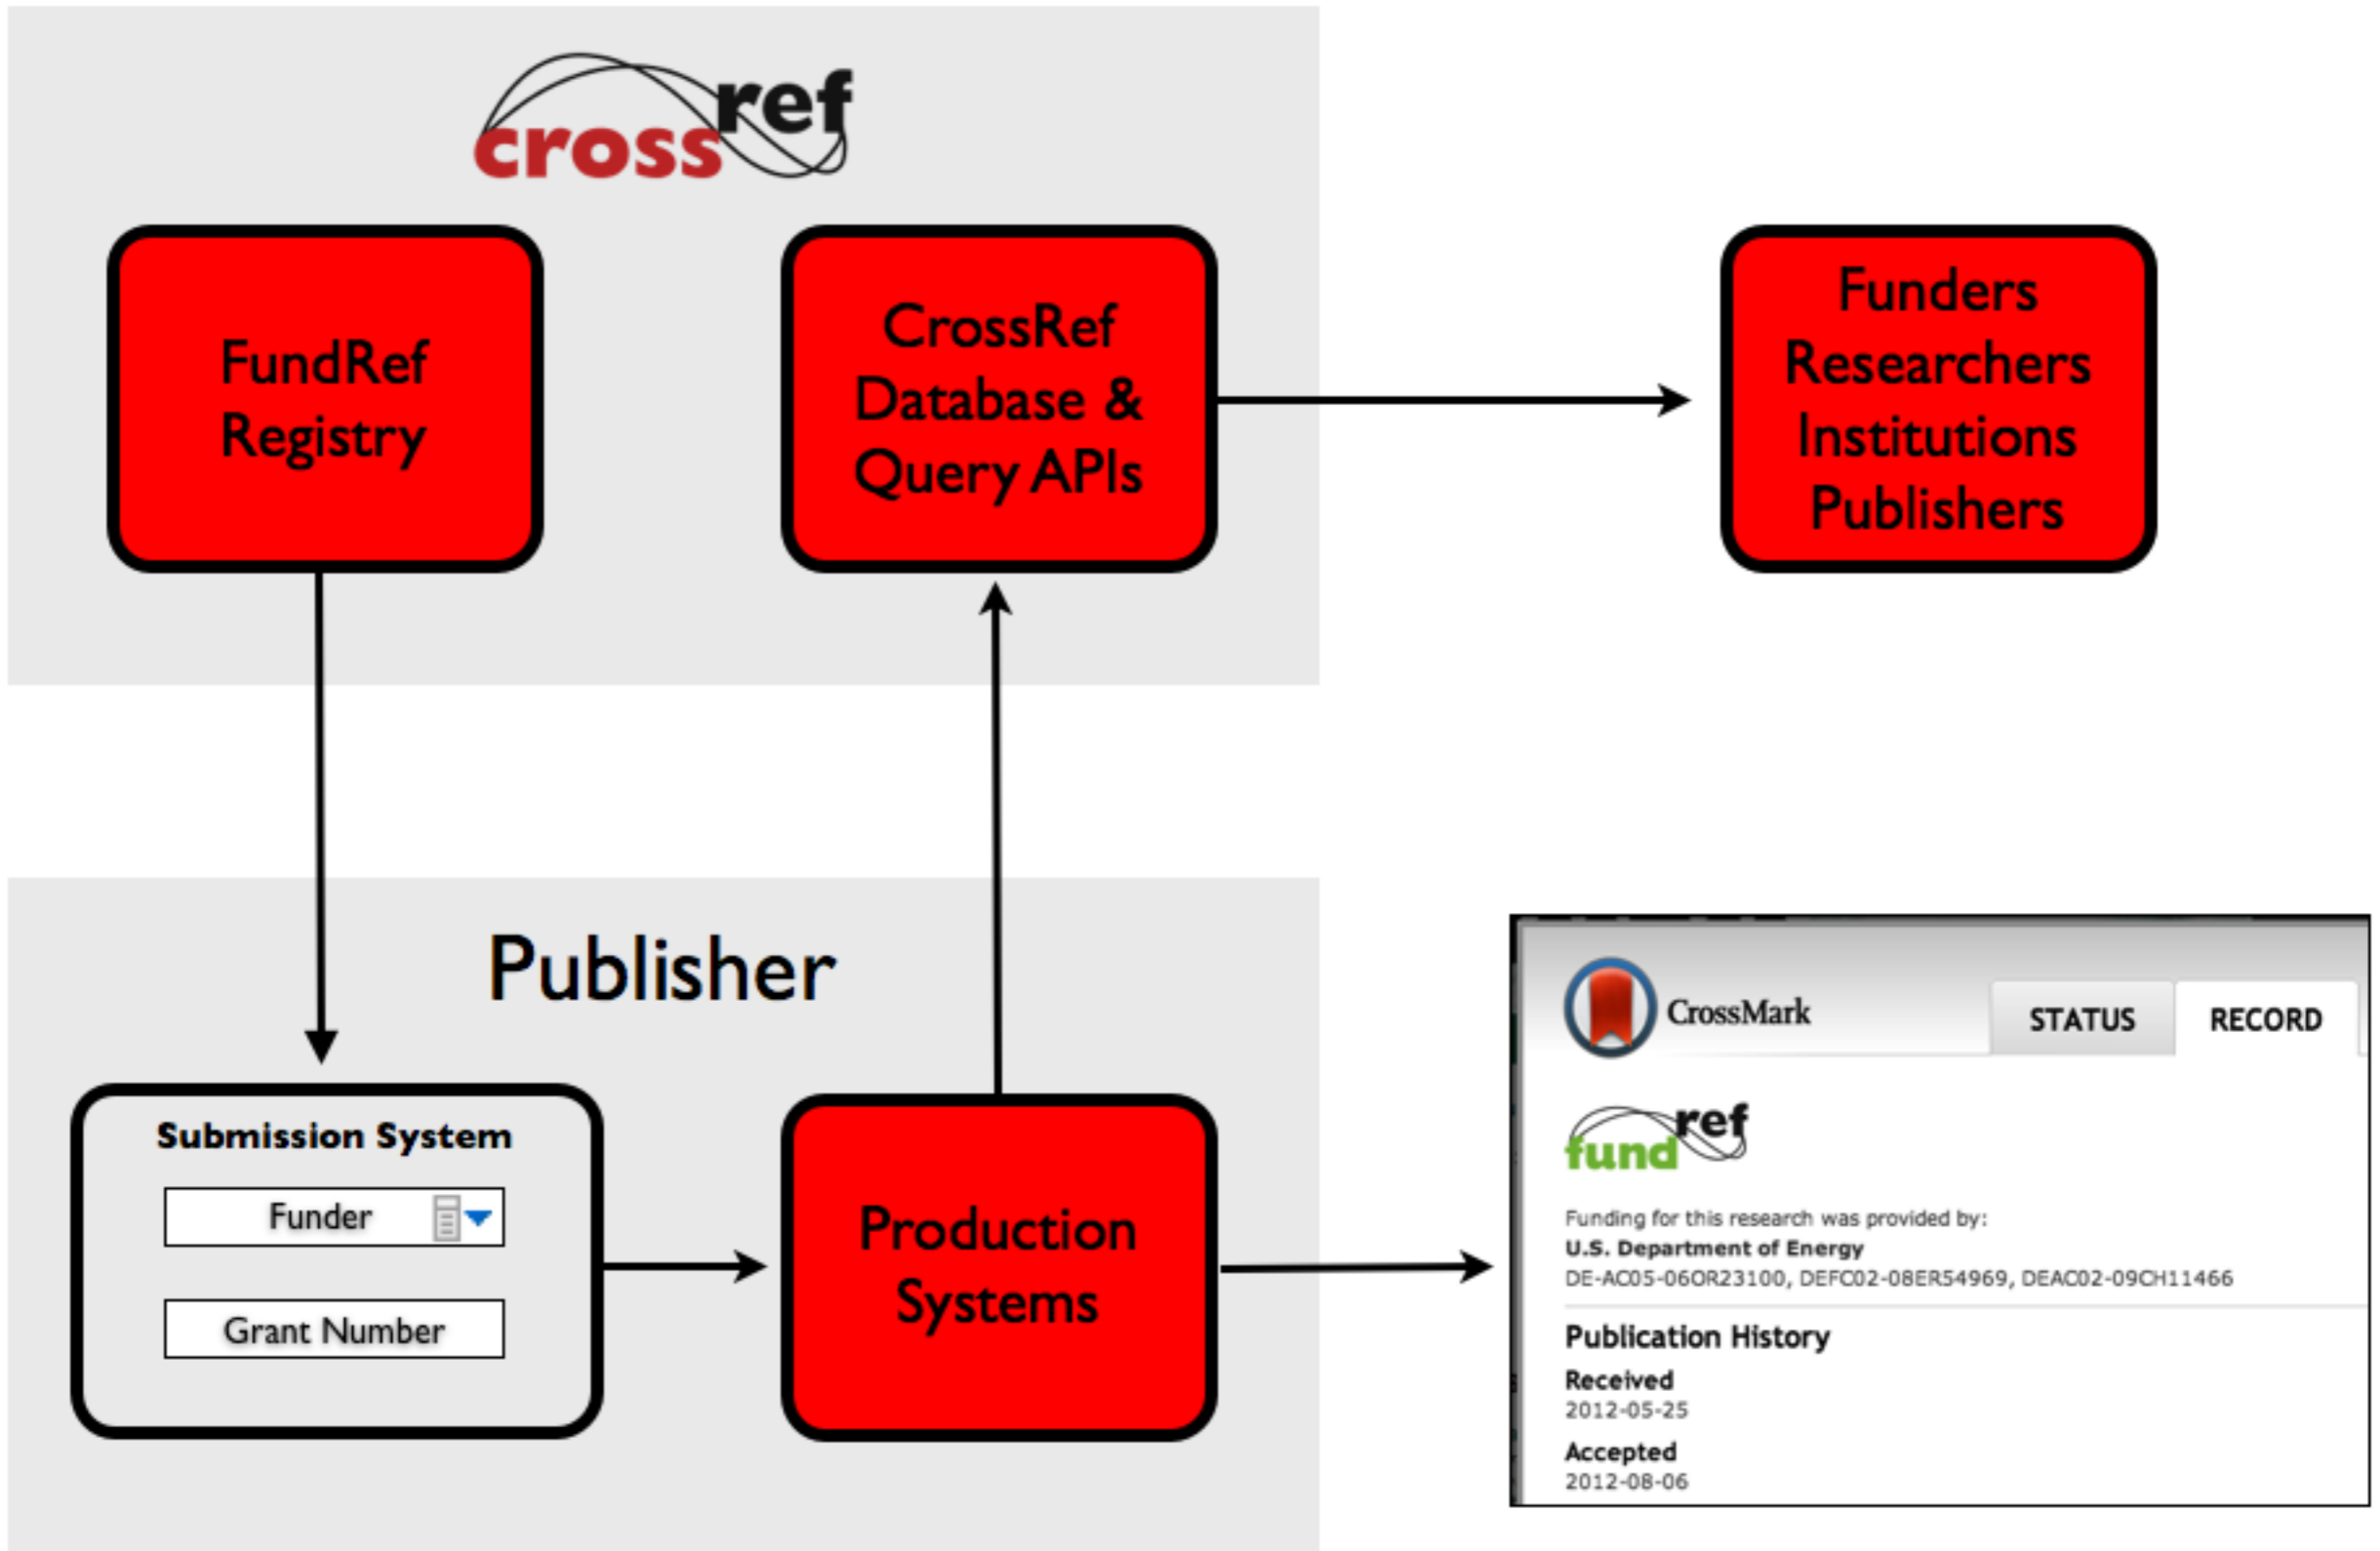 crossref
FundRef
Registry
CrossRef
Database &
Query APIs
Funders
Researchers
Institutions
Publishers
Publisher
Submission System
Funder
Grant Number
Production
Systems
CrossMark
STATUS
RECORD
fundref
Funding for this research was provided by:
U.S. Department of Energy
DE-AC05-06OR23100, DEFC02-08ER54969, DEAC02-09CH11466
Publication History
Received
2012-05-25
Accepted
2012-08-06